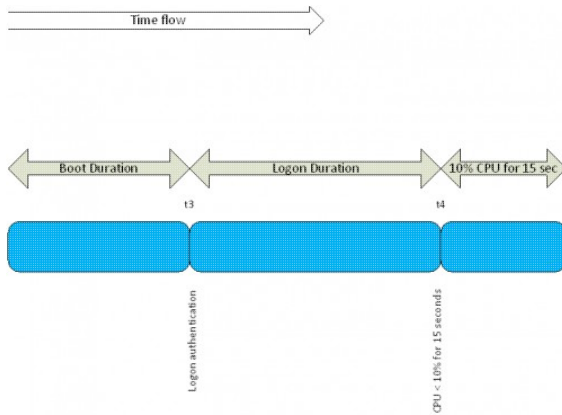 Time flow
Boot Duration
Logon Duration
10% CPU for 15 sec
t3
t4
Logon authentication
CPU < 10% for 15 seconds